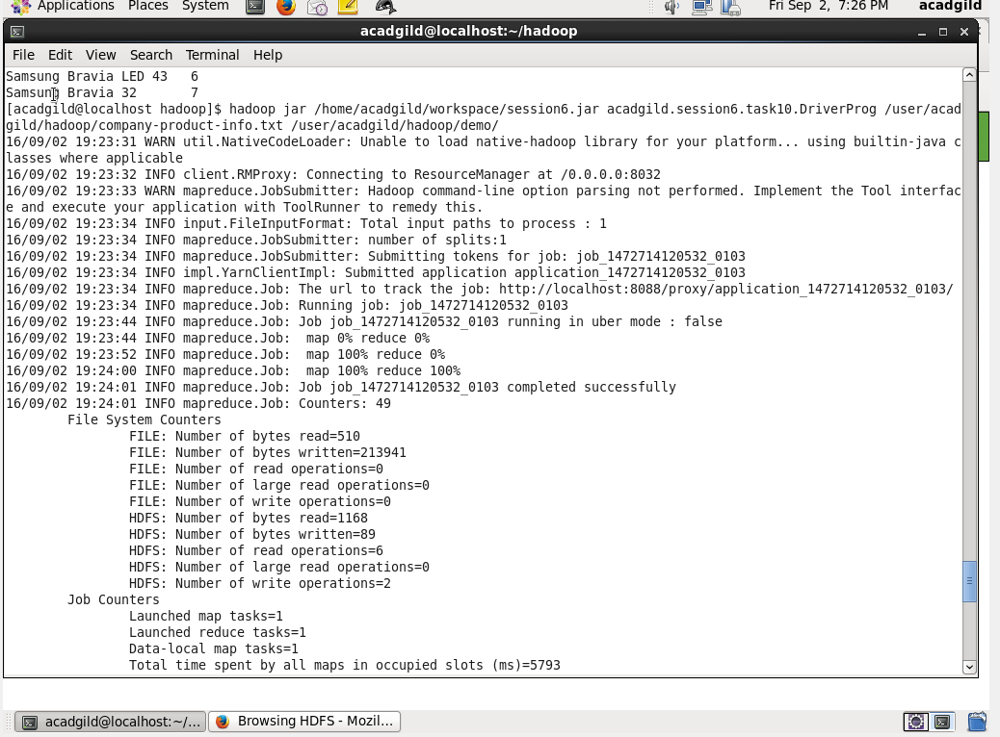 Applications Places System Fri Sep 2, 7:26 PM acadgild
acadgild@localhost:~/hadoop
File Edit View Search Terminal Help
Samsung Bravia LED 43 6
Samsung Bravia 32 7
[acadgild@localhost hadoop]$ hadoop jar /home/acadgild/workspace/session6.jar acadgild.session6.task10.DriverProg /user/acad
gild/hadoop/company-product-info.txt /user/acadgild/hadoop/demo/
16/09/02 19:23:31 WARN util.NativeCodeLoader: Unable to load native-hadoop library for your platform... using builtin-java c
lasses where applicable
16/09/02 19:23:32 INFO client.RMProxy: Connecting to ResourceManager at /0.0.0.0:8032
16/09/02 19:23:33 WARN mapreduce.JobSubmitter: Hadoop command-line option parsing not performed. Implement the Tool interfac
e and execute your application with ToolRunner to remedy this.
16/09/02 19:23:34 INFO input.FileInputFormat: Total input paths to process : 1
16/09/02 19:23:34 INFO mapreduce.JobSubmitter: number of splits:1
16/09/02 19:23:34 INFO mapreduce.JobSubmitter: Submitting tokens for job: job_1472714120532_0103
16/09/02 19:23:34 INFO impl.YarnClientImpl: Submitted application application_1472714120532_0103
16/09/02 19:23:34 INFO mapreduce.Job: The url to track the job: http://localhost:8088/proxy/application_1472714120532_0103/
16/09/02 19:23:34 INFO mapreduce.Job: Running job: job_1472714120532_0103
16/09/02 19:23:44 INFO mapreduce.Job: Job job_1472714120532_0103 running in uber mode : false
16/09/02 19:23:44 INFO mapreduce.Job:  map 0% reduce 0%
16/09/02 19:23:52 INFO mapreduce.Job:  map 100% reduce 0%
16/09/02 19:24:00 INFO mapreduce.Job:  map 100% reduce 100%
16/09/02 19:24:01 INFO mapreduce.Job: Job job_1472714120532_0103 completed successfully
16/09/02 19:24:01 INFO mapreduce.Job: Counters: 49
File System Counters
FILE: Number of bytes read=510
FILE: Number of bytes written=213941
FILE: Number of read operations=0
FILE: Number of large read operations=0
FILE: Number of write operations=0
HDFS: Number of bytes read=1168
HDFS: Number of bytes written=89
HDFS: Number of read operations=6
HDFS: Number of large read operations=0
HDFS: Number of write operations=2
Job Counters
Launched map tasks=1
Launched reduce tasks=1
Data-local map tasks=1
Total time spent by all maps in occupied slots (ms)=5793
acadgild@localhost:~/... Browsing HDFS - Mozil...